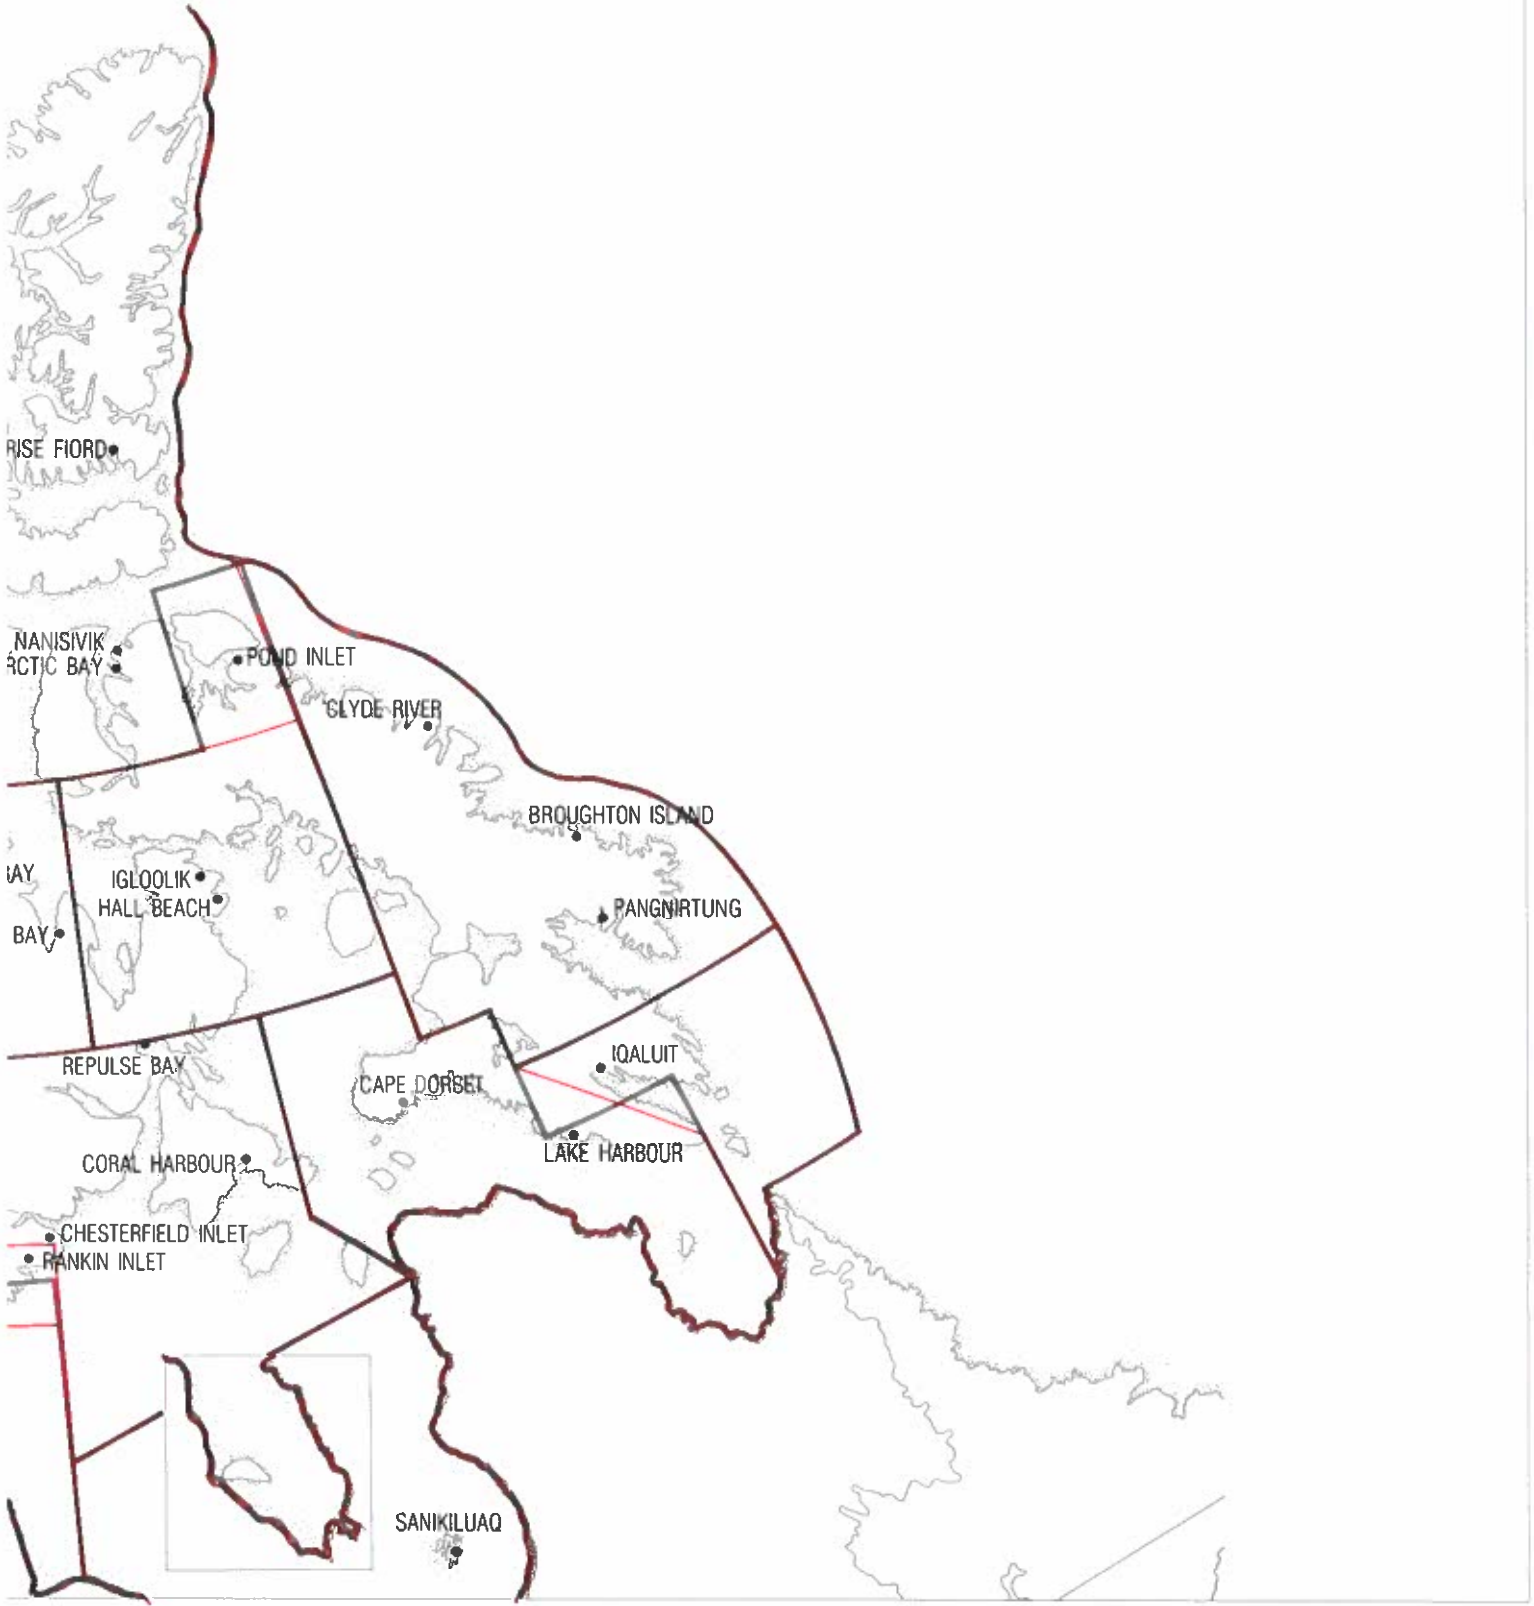 RISE FIORD
NANISIVIK
RCTIC BAY
POND INLET
CLYDE RIVER
BROUGHTON ISLAND
AY
IGLOOLIK
HALL BEACH
PANGNIRTUNG
BAY
REPULSE BAY
IQALUIT
CAPE DORSET
LAKE HARBOUR
CORAL HARBOUR
CHESTERFIELD INLET
RANKIN INLET
SANIKILUAQ